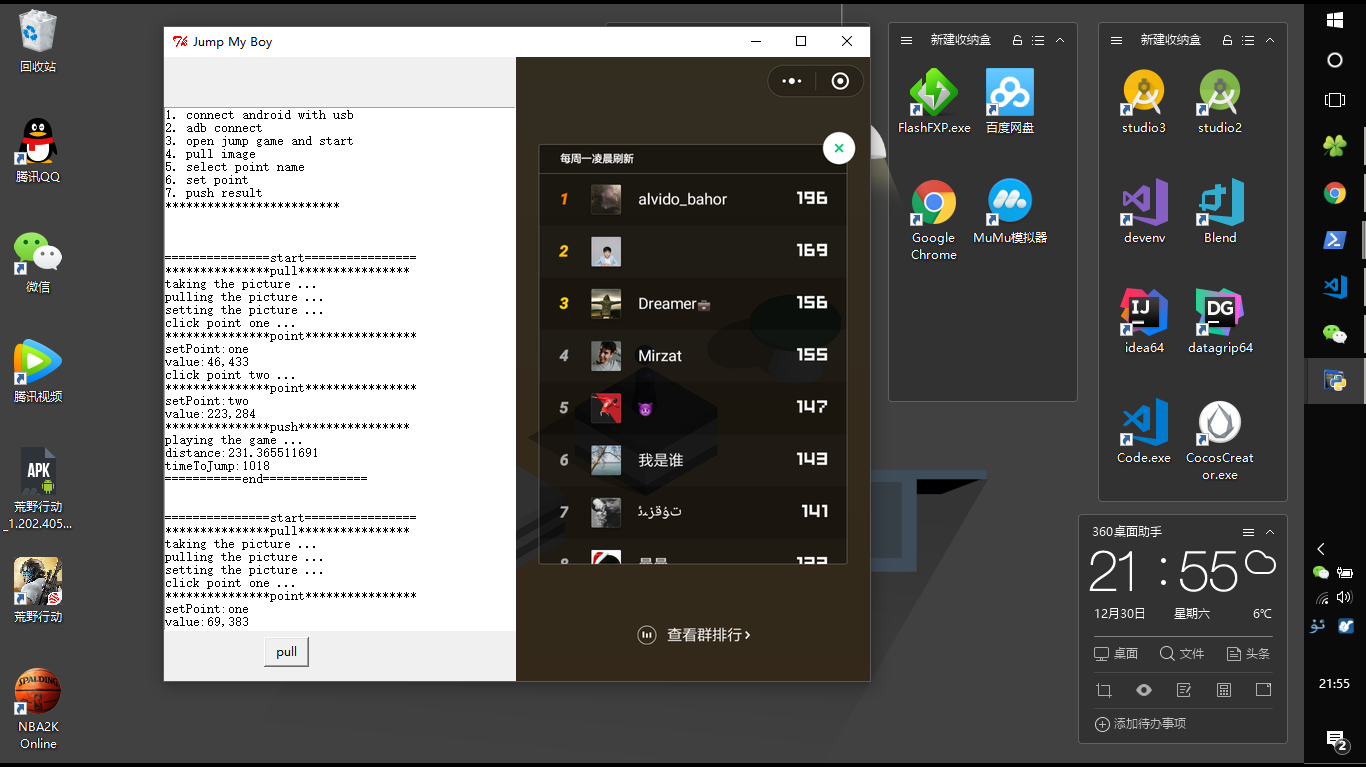 回收站
腾讯QQ
微信
腾讯视频
APK
荒野行动
_1.202.405...
荒野行动
SPALDING
NBA2K
Online
Jump My Boy
1. connect android with usb
2. adb connect
3. open jump game and start
4. pull image
5. select point name
6. set point
7. push result
*************************
===============start================
***************pull****************
taking the picture ...
pulling the picture ...
setting the picture ...
click point one ...
***************point****************
setPoint:one
value:46,433
click point two ...
***************point****************
setPoint:two
value:223,284
***************push****************
playing the game ...
distance:231.365511691
timeToJump:1018
===========end===============
===============start================
***************pull****************
taking the picture ...
pulling the picture ...
setting the picture ...
click point one ...
***************point****************
setPoint:one
value:69,383
pull
每周一凌晨刷新
1 alvido_bahor 196
2 169
3 Dreamer💼 156
4 Mirzat 155
5 😈 147
6 我是谁 143
7 141
查看群排行>
新建收纳盒
FlashFXP.exe
百度网盘
Google
Chrome
MuMu模拟器
新建收纳盒
studio3
studio2
devenv
Blend
IJ
idea64
DG
datagrip64
Code.exe
CocosCreat
or.exe
360桌面助手
21:55
12月30日 星期六 6℃
桌面 文件 头条
添加待办事项
ئۇ
21:55
2